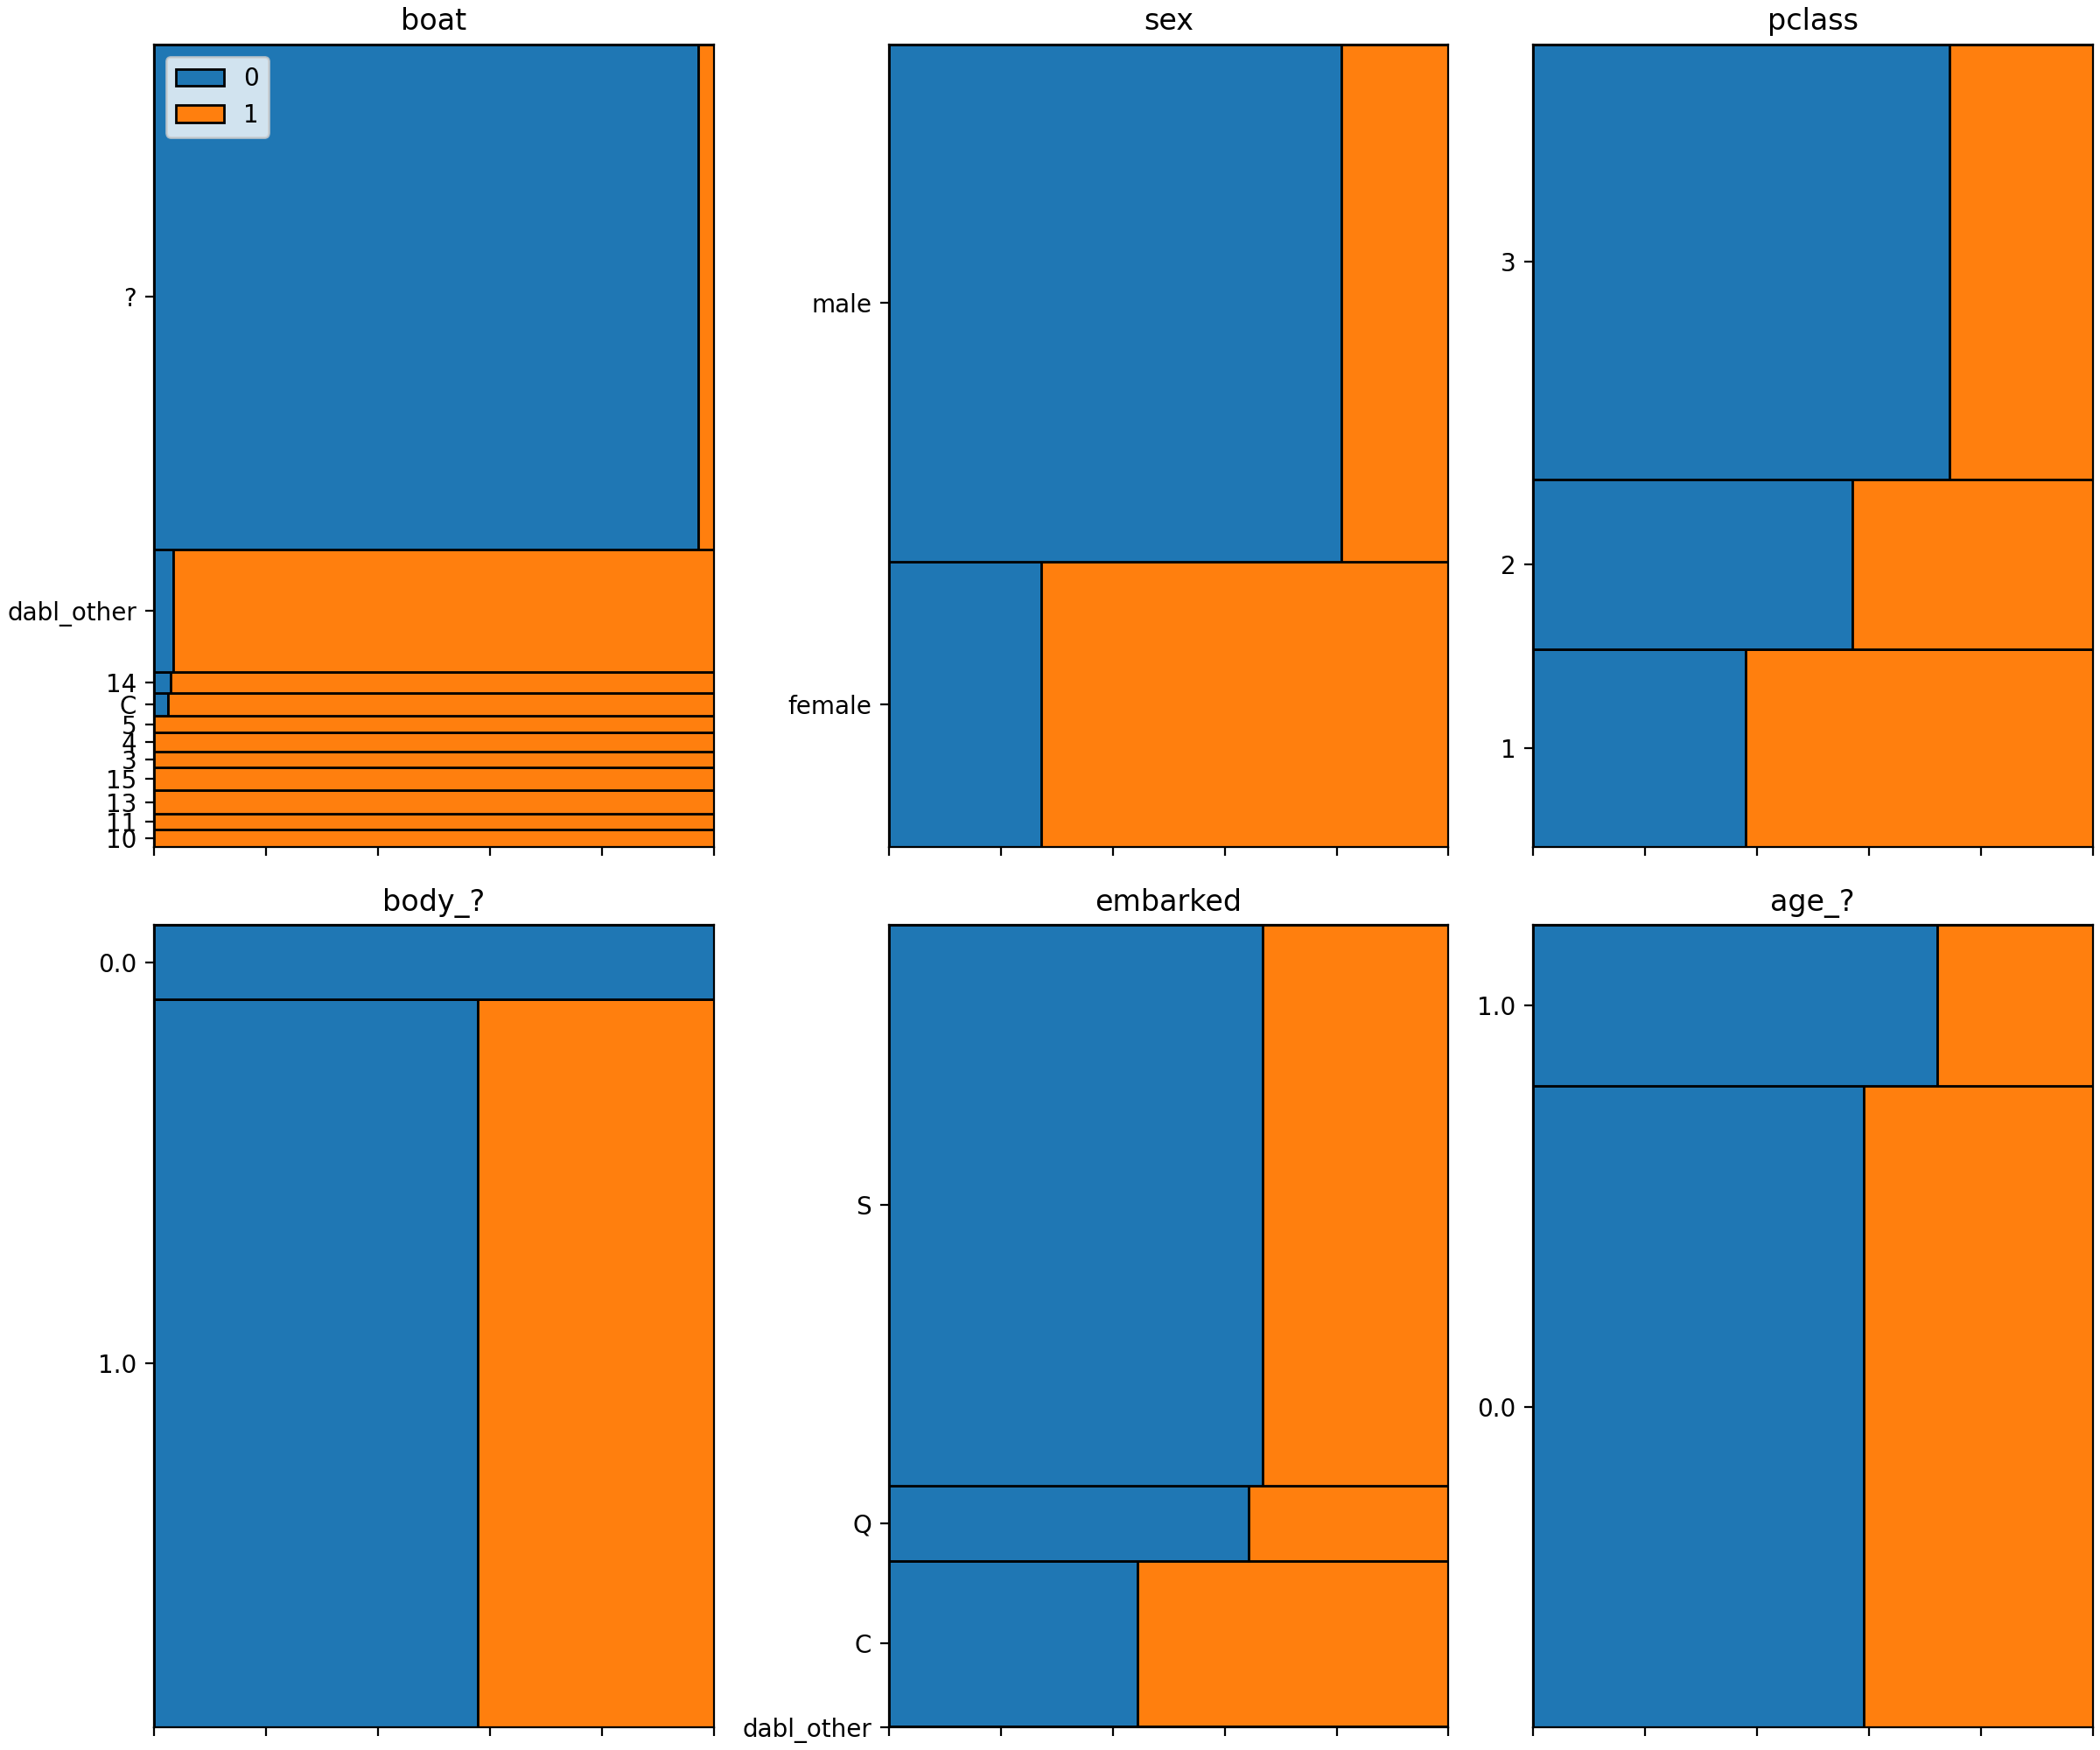 boat
0
1
?
dabl_other
14
C
5
4
3
15
13
11
10
sex
male
female
pclass
3
2
1
body_?
0.0
1.0
embarked
S
Q
C
dabl_other
age_?
1.0
0.0